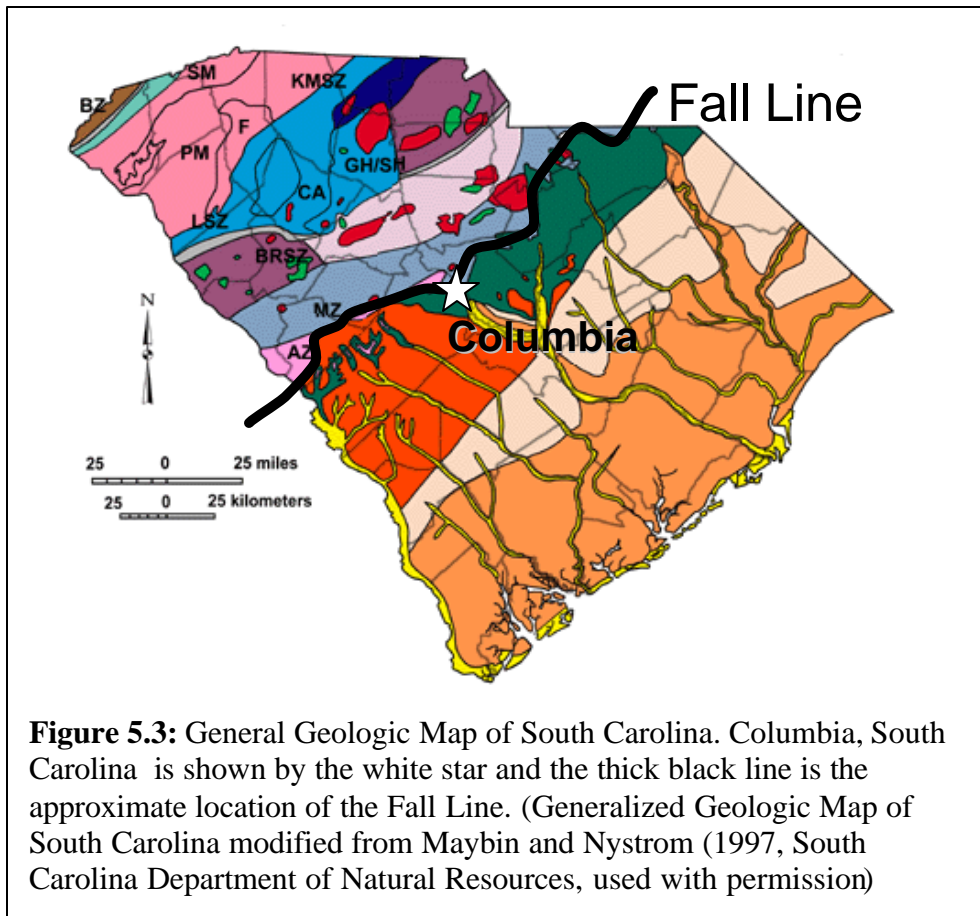 Fall Line
SM
KMSZ
BZ
F
PM
GH/SH
CA
LSZ
BRSZ
N
MZ
Columbia
AZ
25 0 25 miles
25 0 25 kilometers
Figure 5.3: General Geologic Map of South Carolina. Columbia, South
Carolina is shown by the white star and the thick black line is the
approximate location of the Fall Line. (Generalized Geologic Map of
South Carolina modified from Maybin and Nystrom (1997, South
Carolina Department of Natural Resources, used with permission)